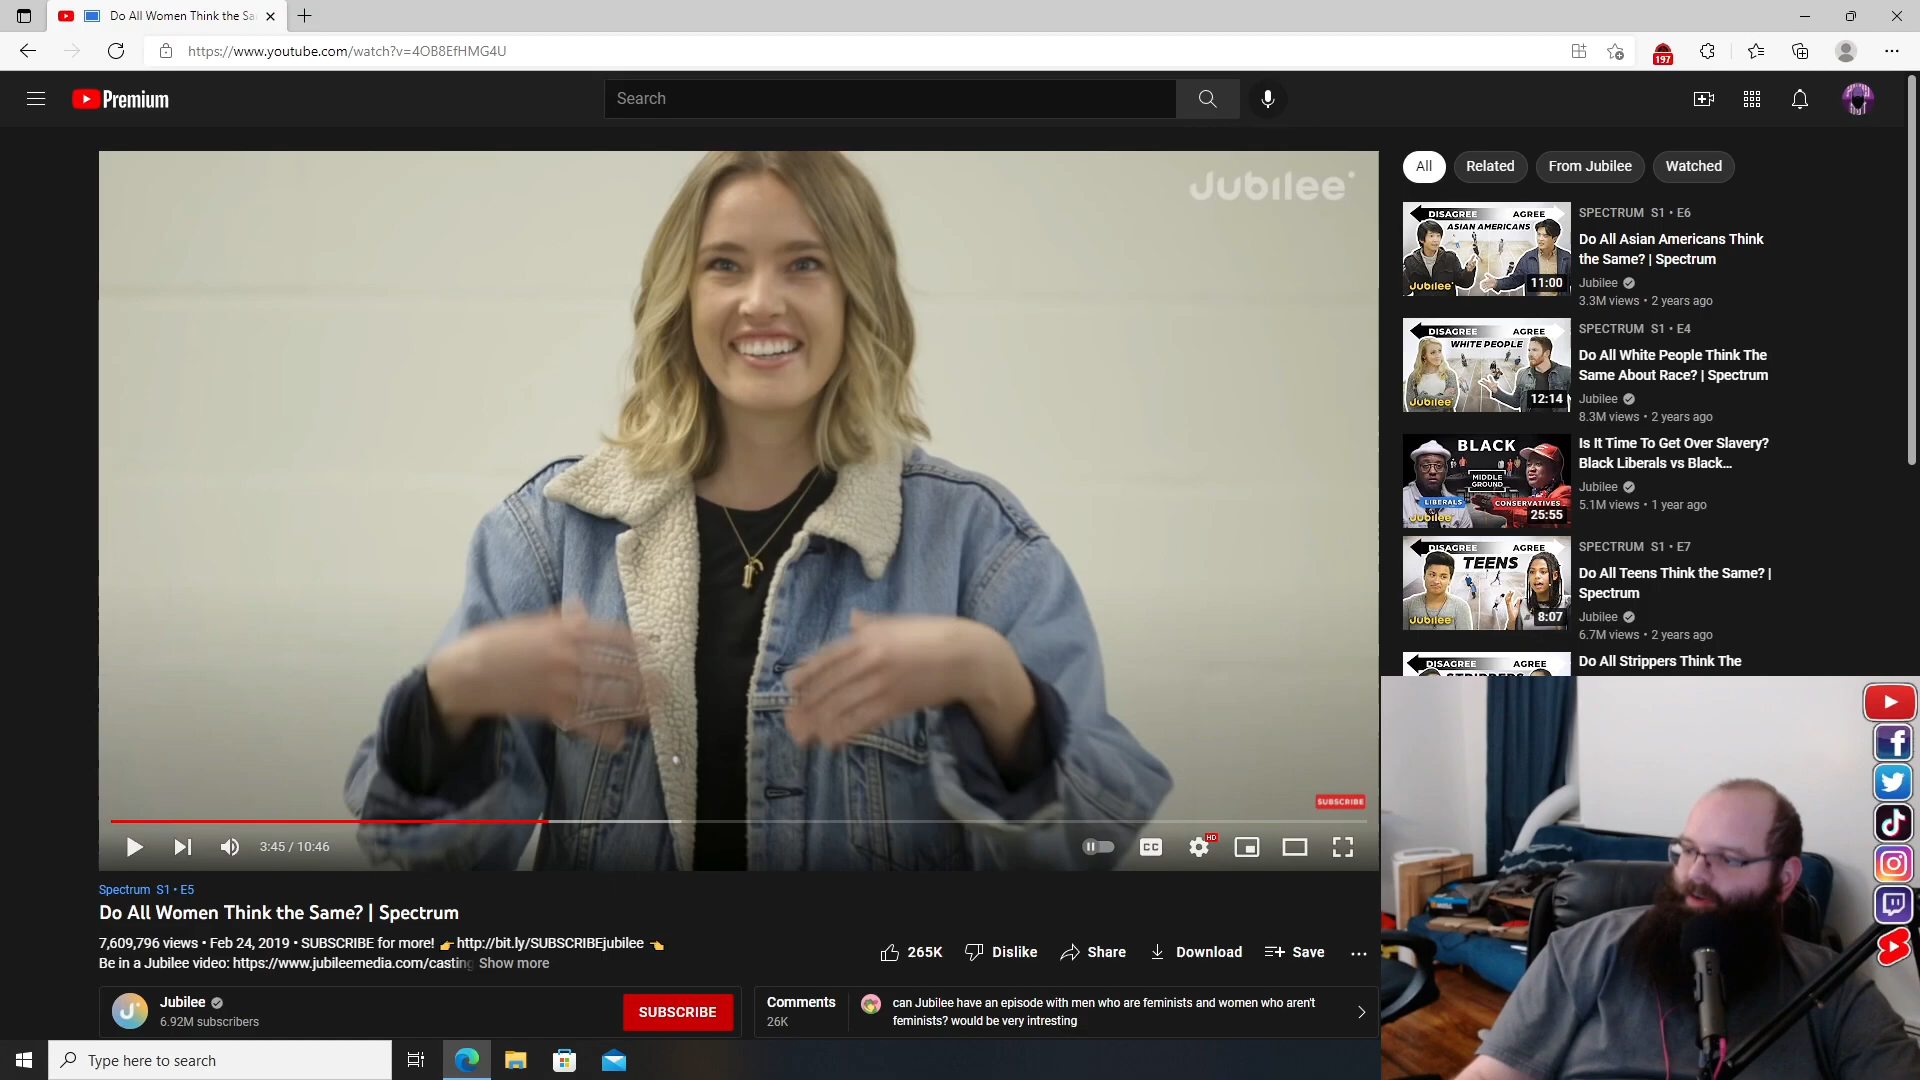 Do All Women Think the Sa
https://www.youtube.com/watch?v=4OB8EfHMG4U
197
Premium
Search
Jubilee
SUBSCRIBE
3:45 / 10:46
CC
HD
Spectrum S1 • E5
Do All Women Think the Same? | Spectrum
7,609,796 views • Feb 24, 2019 • SUBSCRIBE for more! 👉 http://bit.ly/SUBSCRIBEjubilee 👈
Be in a Jubilee video: https://www.jubileemedia.com/casting Show more
265K
Dislike
Share
Download
Save
Jubilee
6.92M subscribers
SUBSCRIBE
Comments
26K
can Jubilee have an episode with men who are feminists and women who aren't
feminists? would be very intresting
All
Related
From Jubilee
Watched
DISAGREE AGREE
ASIAN AMERICANS
Jubilee
11:00
SPECTRUM S1 • E6
Do All Asian Americans Think
the Same? | Spectrum
Jubilee
3.3M views • 2 years ago
DISAGREE AGREE
WHITE PEOPLE
Jubilee
12:14
SPECTRUM S1 • E4
Do All White People Think The
Same About Race? | Spectrum
Jubilee
8.3M views • 2 years ago
BLACK
MIDDLE
GROUND
LIBERALS
CONSERVATIVES
Jubilee
25:55
Is It Time To Get Over Slavery?
Black Liberals vs Black...
Jubilee
5.1M views • 1 year ago
DISAGREE AGREE
TEENS
Jubilee
8:07
SPECTRUM S1 • E7
Do All Teens Think the Same? |
Spectrum
Jubilee
6.7M views • 2 years ago
DISAGREE AGREE
Do All Strippers Think The
Type here to search